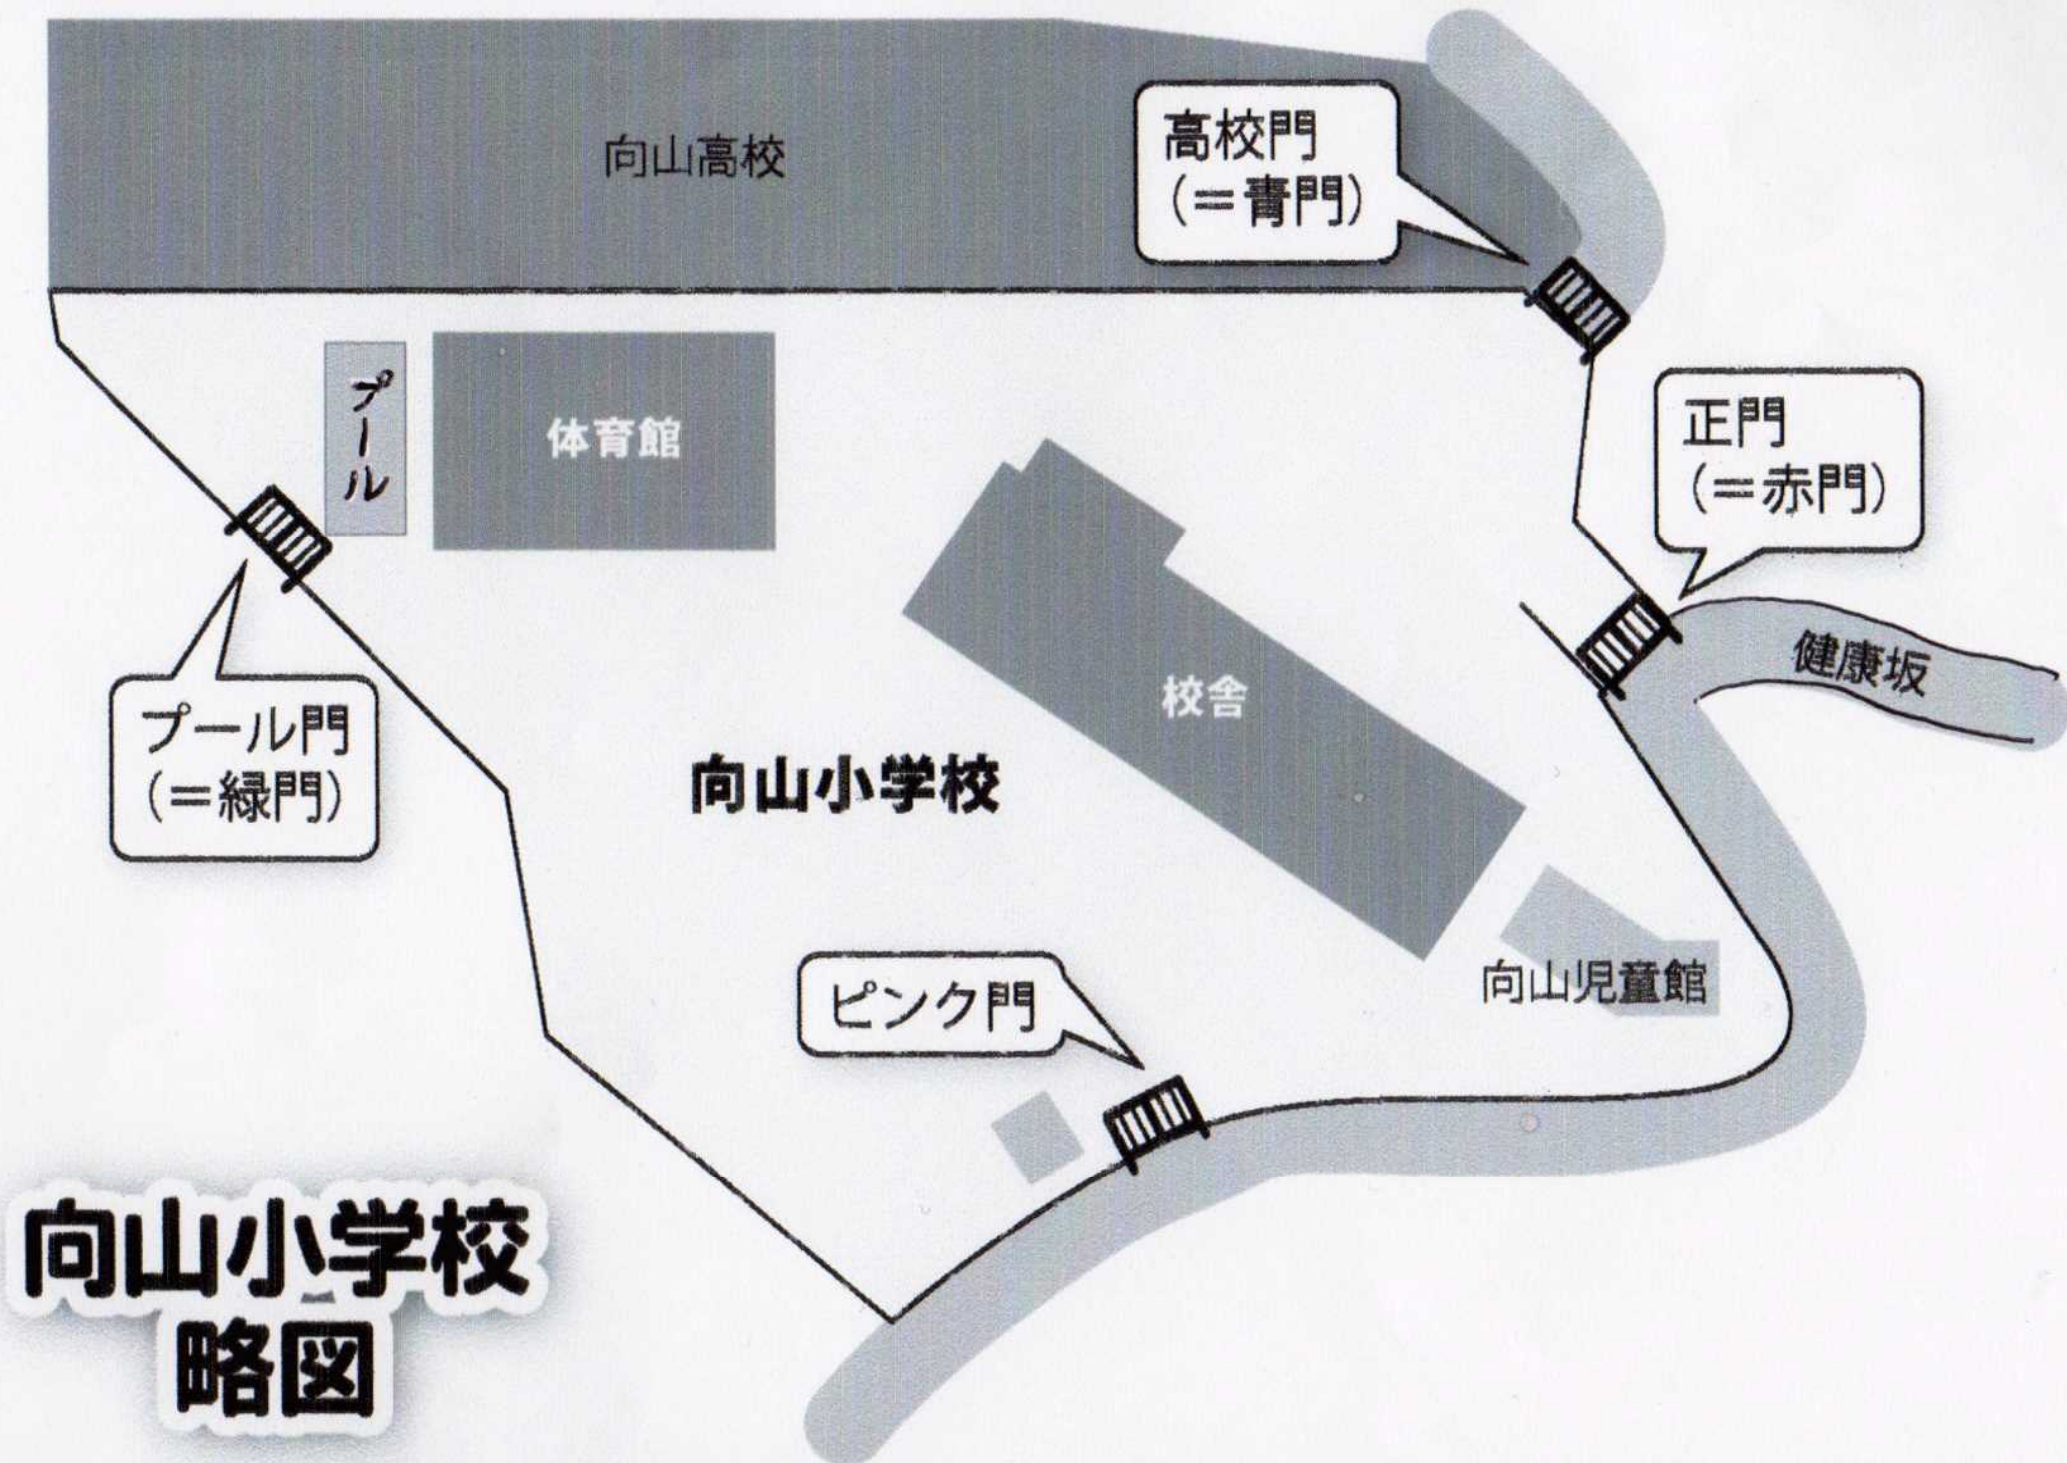 向山高校
高校門
(=青門)
プール
体育館
正門
(=赤門)
健康坂
校舎
プール門
(=緑門)
向山小学校
向山児童館
ピンク門
向山小学校
略図